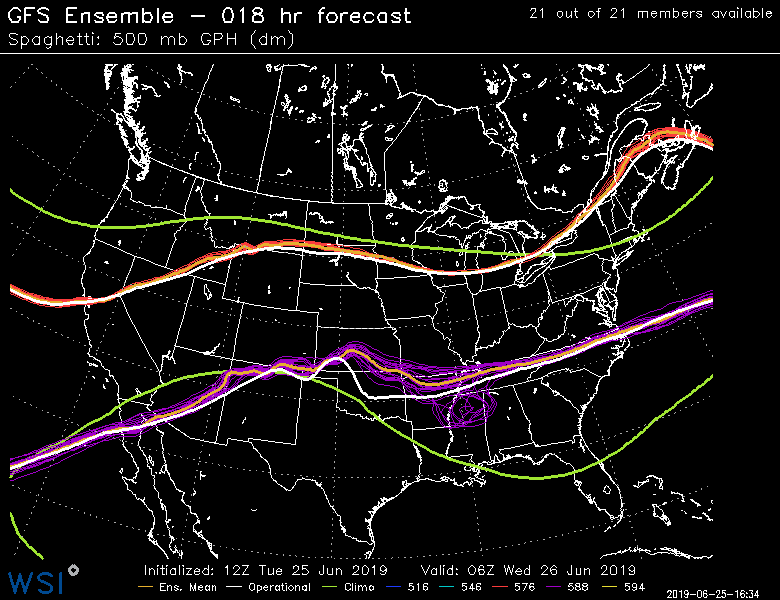 GFS Ensemble – 018 hr forecast
21 out of 21 members available
Spaghetti: 500 mb GPH (dm)
Initialized: 12Z Tue 25 Jun 2019 Valid: 06Z Wed 26 Jun 2019
WSI
Ens. Mean Operational Climo 516 546 576 588 594
2019-06-25-16:34